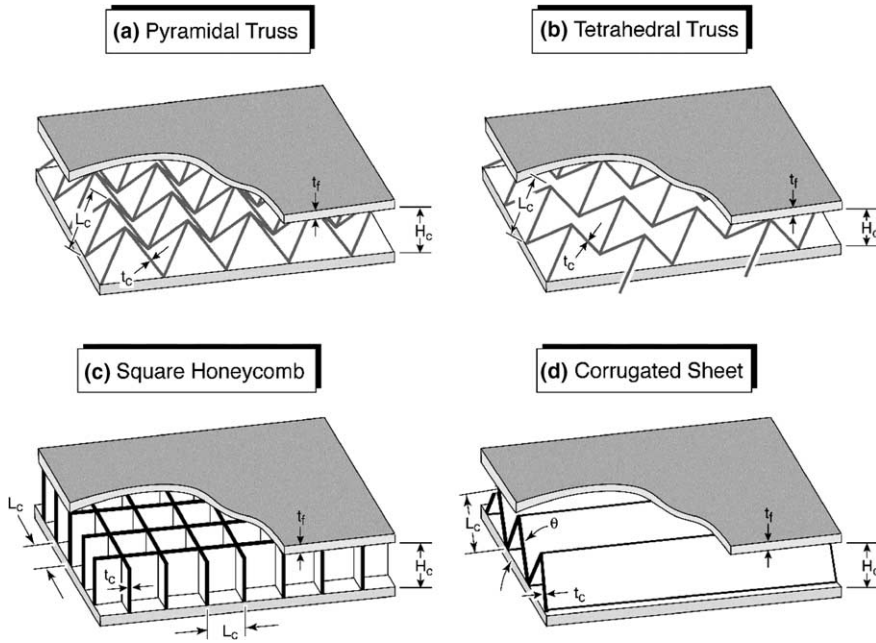 (a) Pyramidal Truss
(b) Tetrahedral Truss
tf
Lc
tc
Hc
tf
Lc
tc
Hc
(c) Square Honeycomb
(d) Corrugated Sheet
Lc
tf
tc
Hc
Lc
tf
Lc
θ
tc
Hc